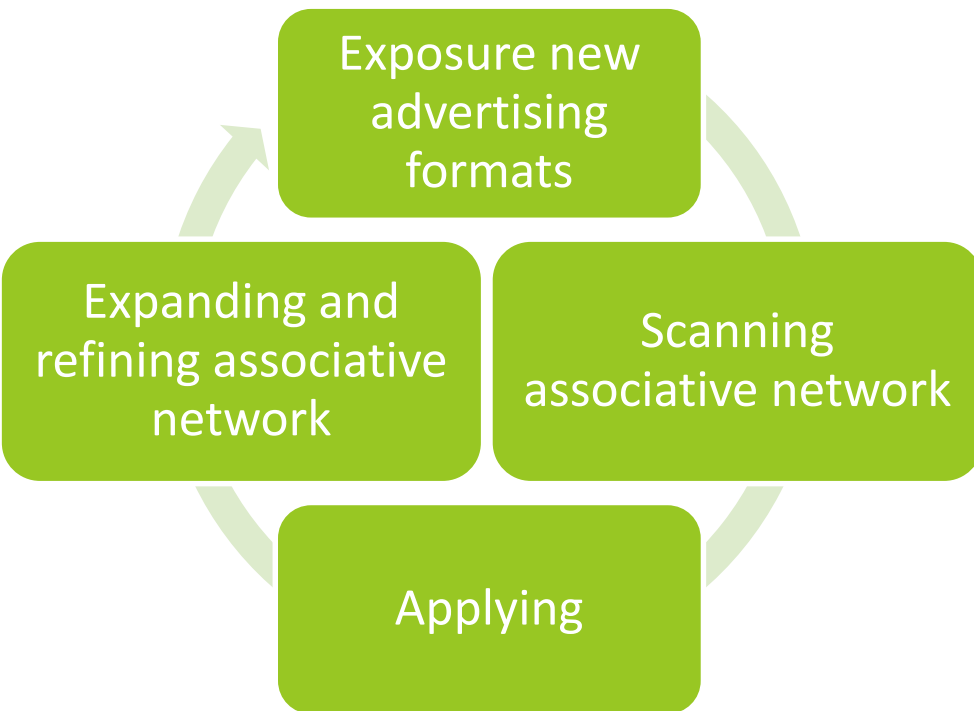 Exposure new
advertising
formats
Scanning
associative network
Applying
Expanding and
refining associative
network